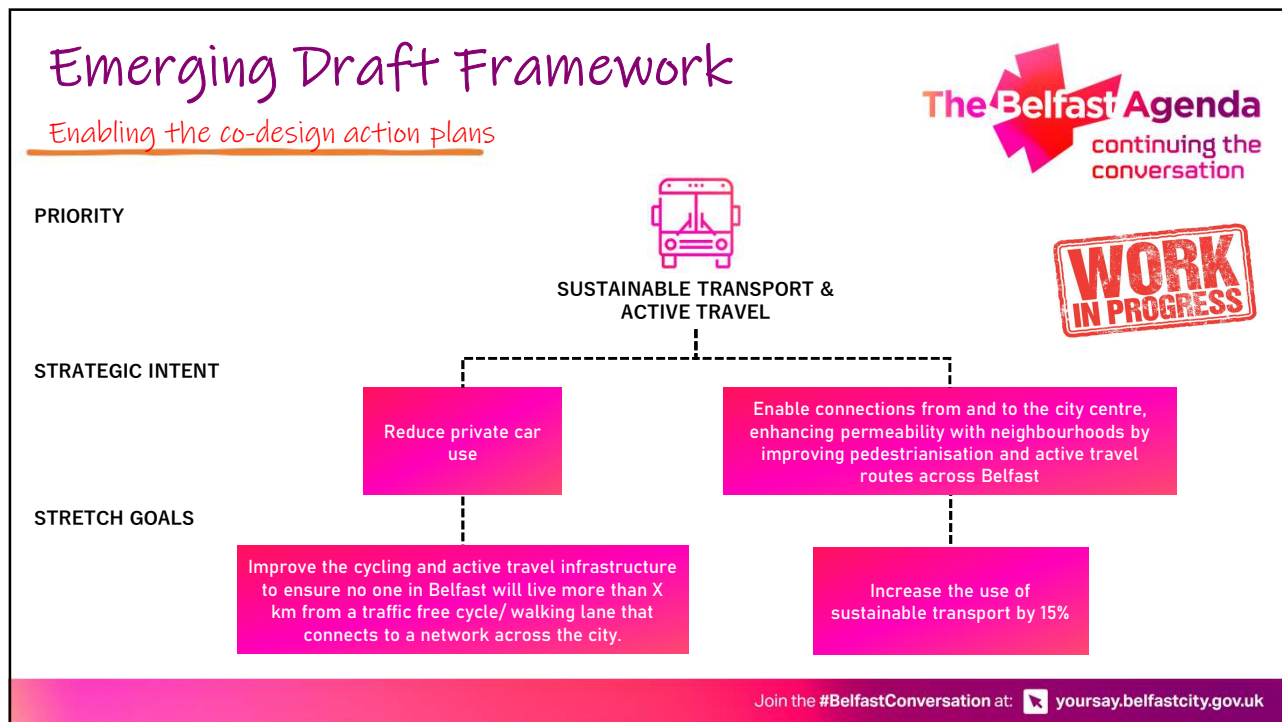 Emerging Draft Framework
Enabling the co-design action plans
The Belfast Agenda
continuing the
conversation
PRIORITY
WORK
IN PROGRESS
SUSTAINABLE TRANSPORT &
ACTIVE TRAVEL
STRATEGIC INTENT
Reduce private car
use
Enable connections from and to the city centre,
enhancing permeability with neighbourhoods by
improving pedestrianisation and active travel
routes across Belfast
STRETCH GOALS
Improve the cycling and active travel infrastructure
to ensure no one in Belfast will live more than X
km from a traffic free cycle/ walking lane that
connects to a network across the city.
Increase the use of
sustainable transport by 15%
Join the #BelfastConversation at: yoursay.belfastcity.gov.uk